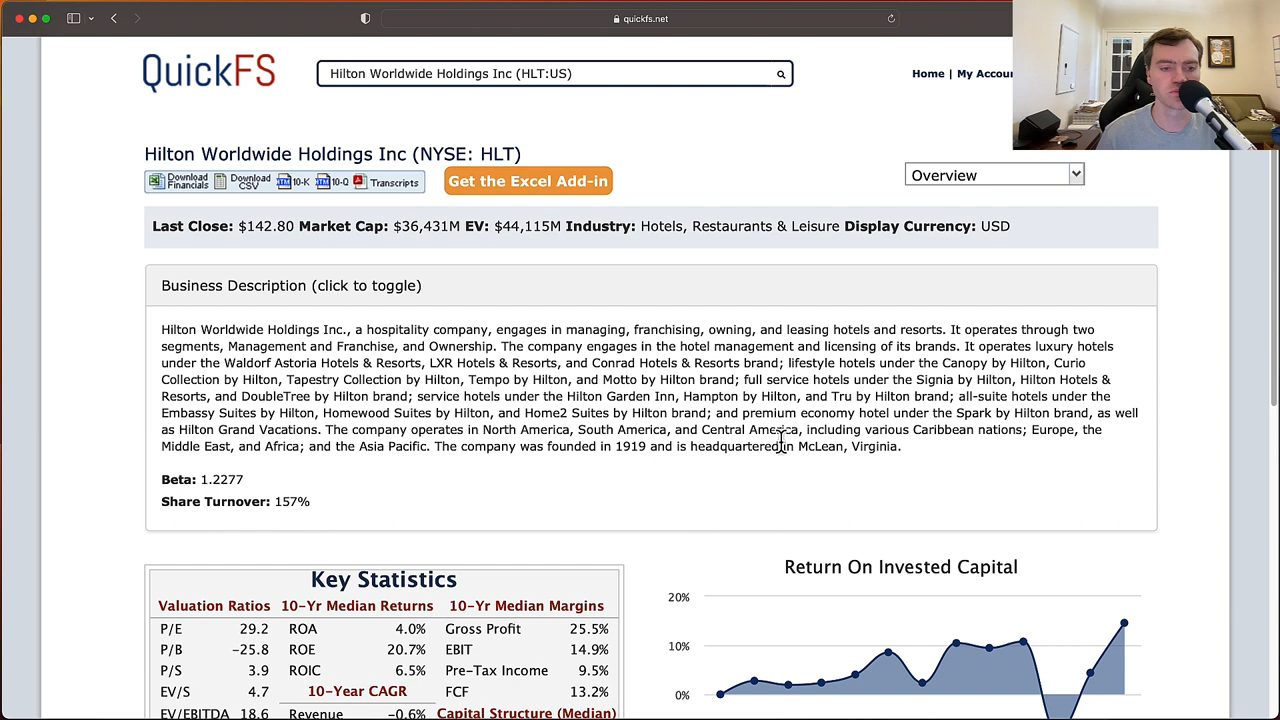 quickfs.net
QuickFS
Hilton Worldwide Holdings Inc (HLT:US)
Home | My Accou
Hilton Worldwide Holdings Inc (NYSE: HLT)
Download Financials Download CSV 10-K 10-Q Transcripts
Get the Excel Add-in
Overview
Last Close: $142.80 Market Cap: $36,431M EV: $44,115M Industry: Hotels, Restaurants & Leisure Display Currency: USD
Business Description (click to toggle)
Hilton Worldwide Holdings Inc., a hospitality company, engages in managing, franchising, owning, and leasing hotels and resorts. It operates through two
segments, Management and Franchise, and Ownership. The company engages in the hotel management and licensing of its brands. It operates luxury hotels
under the Waldorf Astoria Hotels & Resorts, LXR Hotels & Resorts, and Conrad Hotels & Resorts brand; lifestyle hotels under the Canopy by Hilton, Curio
Collection by Hilton, Tapestry Collection by Hilton, Tempo by Hilton, and Motto by Hilton brand; full service hotels under the Signia by Hilton, Hilton Hotels &
Resorts, and DoubleTree by Hilton brand; service hotels under the Hilton Garden Inn, Hampton by Hilton, and Tru by Hilton brand; all-suite hotels under the
Embassy Suites by Hilton, Homewood Suites by Hilton, and Home2 Suites by Hilton brand; and premium economy hotel under the Spark by Hilton brand, as well
as Hilton Grand Vacations. The company operates in North America, South America, and Central America, including various Caribbean nations; Europe, the
Middle East, and Africa; and the Asia Pacific. The company was founded in 1919 and is headquartered in McLean, Virginia.
Beta: 1.2277
Share Turnover: 157%
Key Statistics
Valuation Ratios 10-Yr Median Returns 10-Yr Median Margins
P/E 29.2 ROA 4.0% Gross Profit 25.5%
P/B -25.8 ROE 20.7% EBIT 14.9%
P/S 3.9 ROIC 6.5% Pre-Tax Income 9.5%
EV/S 4.7 10-Year CAGR FCF 13.2%
EV/EBITDA 18.6 Revenue -0.6% Capital Structure (Median)
Return On Invested Capital
20%
10%
0%